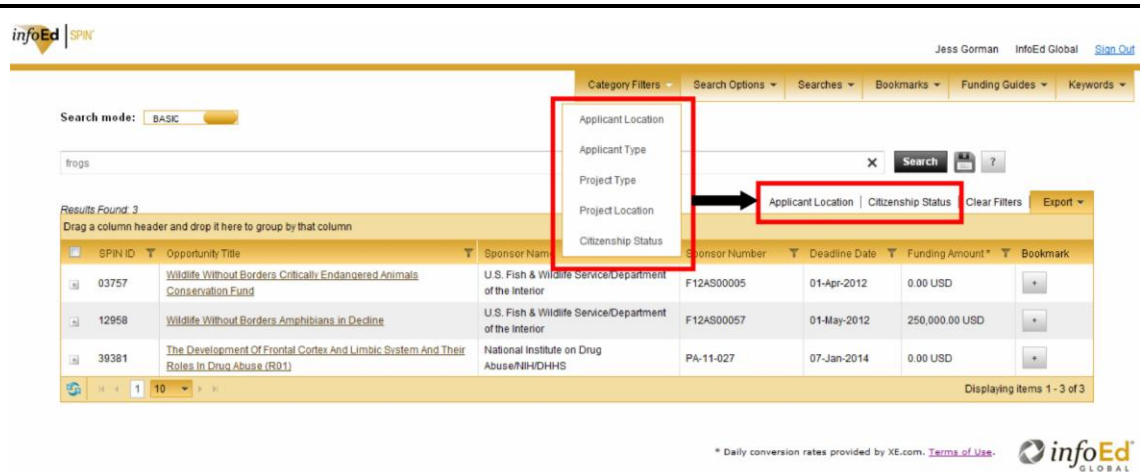 infoEd SPIN
Jess Gorman InfoEd Global Sign Out
Category Filters Search Options Searches Bookmarks Funding Guides Keywords
Search mode: BASIC
Applicant Location
Applicant Type
Project Type
Project Location
Citizenship Status
frogs × Search ?
Applicant Location | Citizenship Status | Clear Filters Export
Results Found: 3
Drag a column header and drop it here to group by that column
SPIN ID Opportunity Title Sponsor Name Sponsor Number Deadline Date Funding Amount * Bookmark
03757 Wildlife Without Borders Critically Endangered Animals Conservation Fund U.S. Fish & Wildlife Service/Department of the Interior F12AS00005 01-Apr-2012 0.00 USD +
12958 Wildlife Without Borders Amphibians in Decline U.S. Fish & Wildlife Service/Department of the Interior F12AS00057 01-May-2012 250,000.00 USD +
39381 The Development Of Frontal Cortex And Limbic System And Their Roles In Drug Abuse (R01) National Institute on Drug Abuse/NIH/DHHS PA-11-027 07-Jan-2014 0.00 USD +
1 10 Displaying items 1 - 3 of 3
* Daily conversion rates provided by XE.com. Terms of Use.
infoEd
GLOBAL